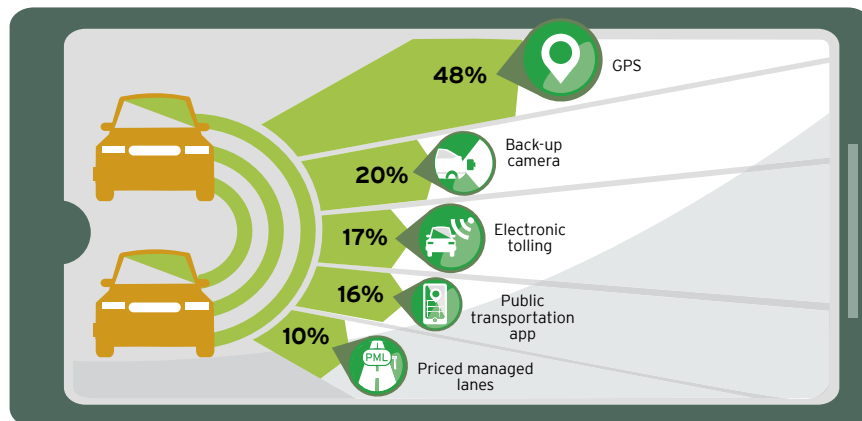 48%
GPS
20%
Back-up
camera
17%
Electronic
tolling
16%
Public
transportation
app
10%
PML
Priced managed
lanes